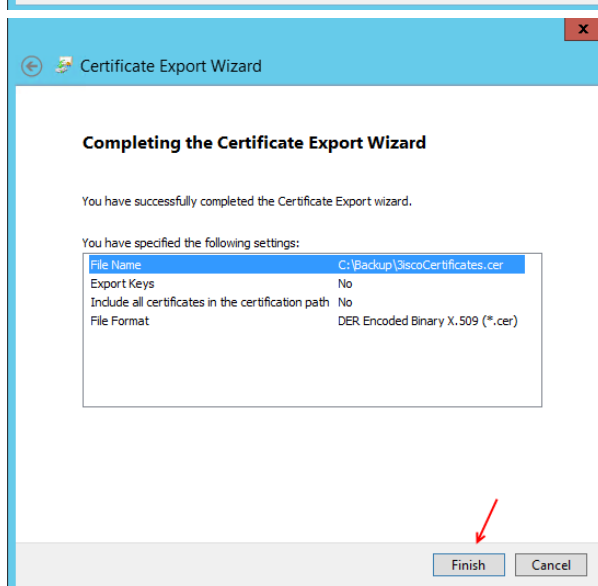 x
Certificate Export Wizard
Completing the Certificate Export Wizard
You have successfully completed the Certificate Export wizard.
You have specified the following settings:
File Name C:\Backup\3iscoCertificates.cer
Export Keys No
Include all certificates in the certification path No
File Format DER Encoded Binary X.509 (*.cer)
Finish Cancel